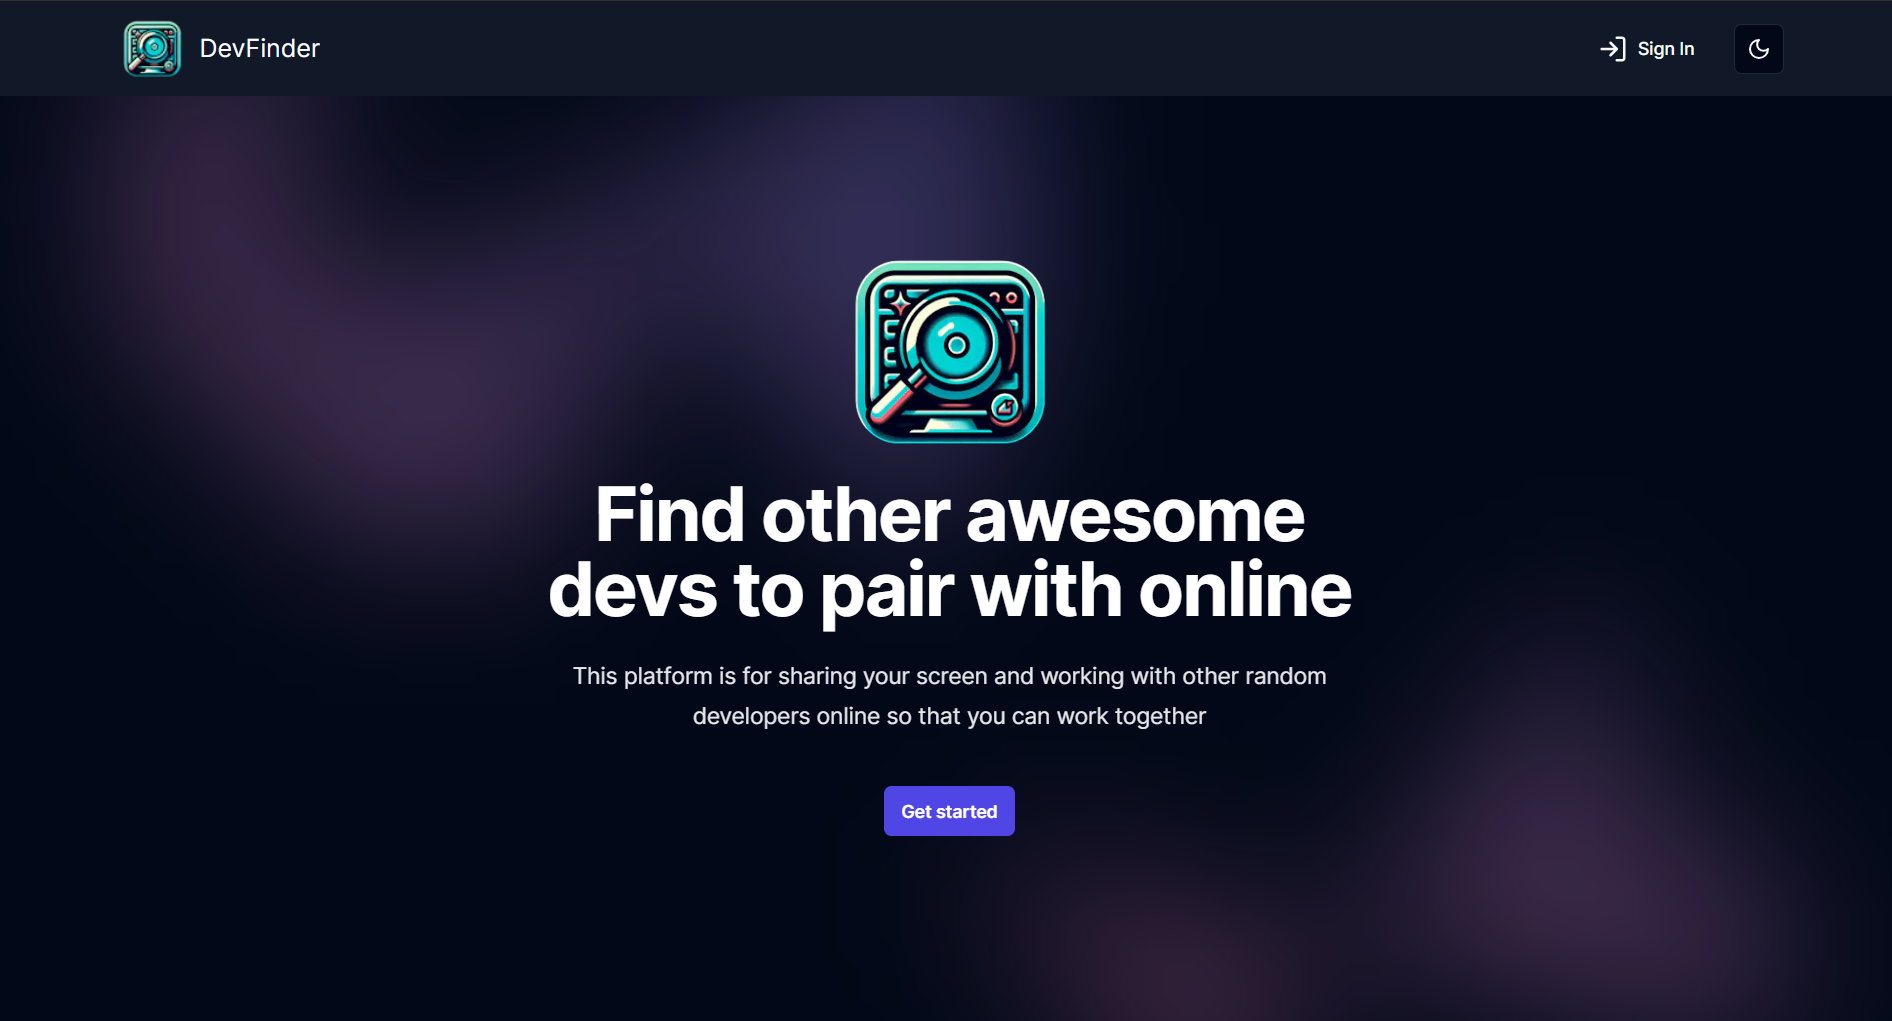 DevFinder
Sign In
Find other awesome
devs to pair with online
This platform is for sharing your screen and working with other random
developers online so that you can work together
Get started